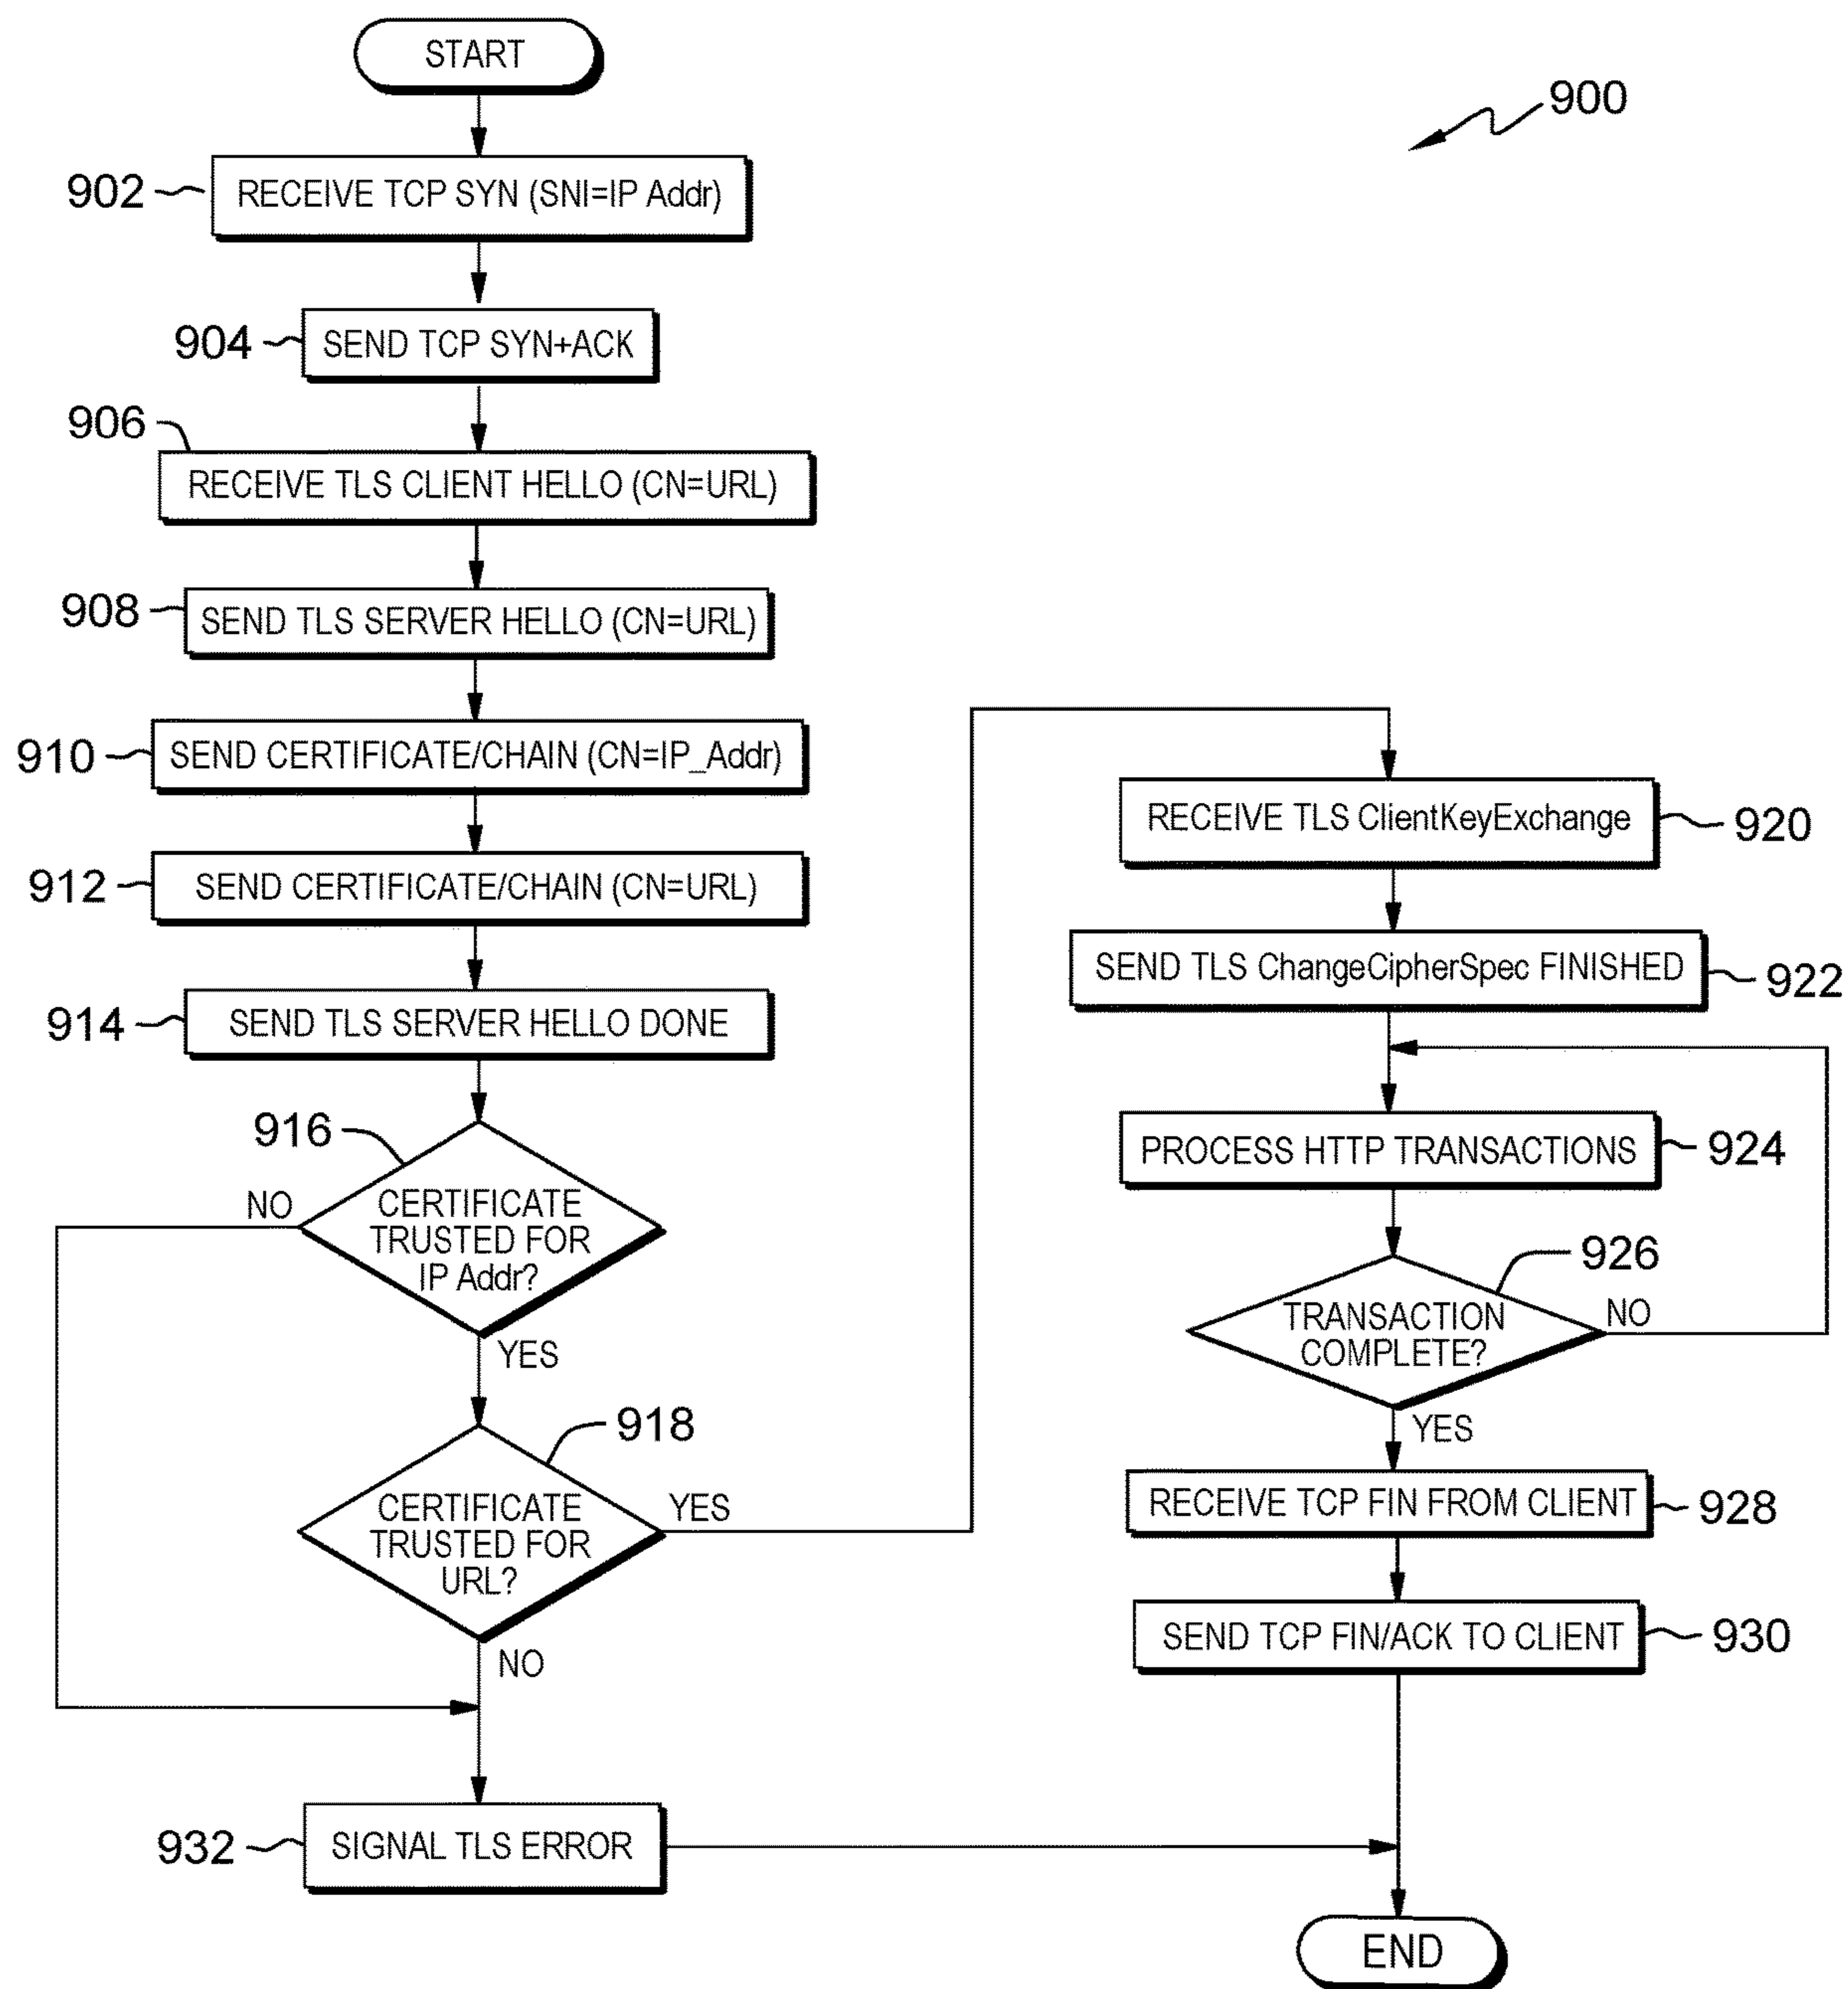 START
900
902
RECEIVE TCP SYN (SNI=IP Addr)
904
SEND TCP SYN+ACK
906
RECEIVE TLS CLIENT HELLO (CN=URL)
908
SEND TLS SERVER HELLO (CN=URL)
910
SEND CERTIFICATE/CHAIN (CN=IP_Addr)
912
SEND CERTIFICATE/CHAIN (CN=URL)
914
SEND TLS SERVER HELLO DONE
916
NO
CERTIFICATE
TRUSTED FOR
IP Addr?
YES
918
CERTIFICATE
TRUSTED FOR
URL?
YES
NO
932
SIGNAL TLS ERROR
RECEIVE TLS ClientKeyExchange
920
SEND TLS ChangeCipherSpec FINISHED
922
PROCESS HTTP TRANSACTIONS
924
926
TRANSACTION
COMPLETE?
NO
YES
RECEIVE TCP FIN FROM CLIENT
928
SEND TCP FIN/ACK TO CLIENT
930
END